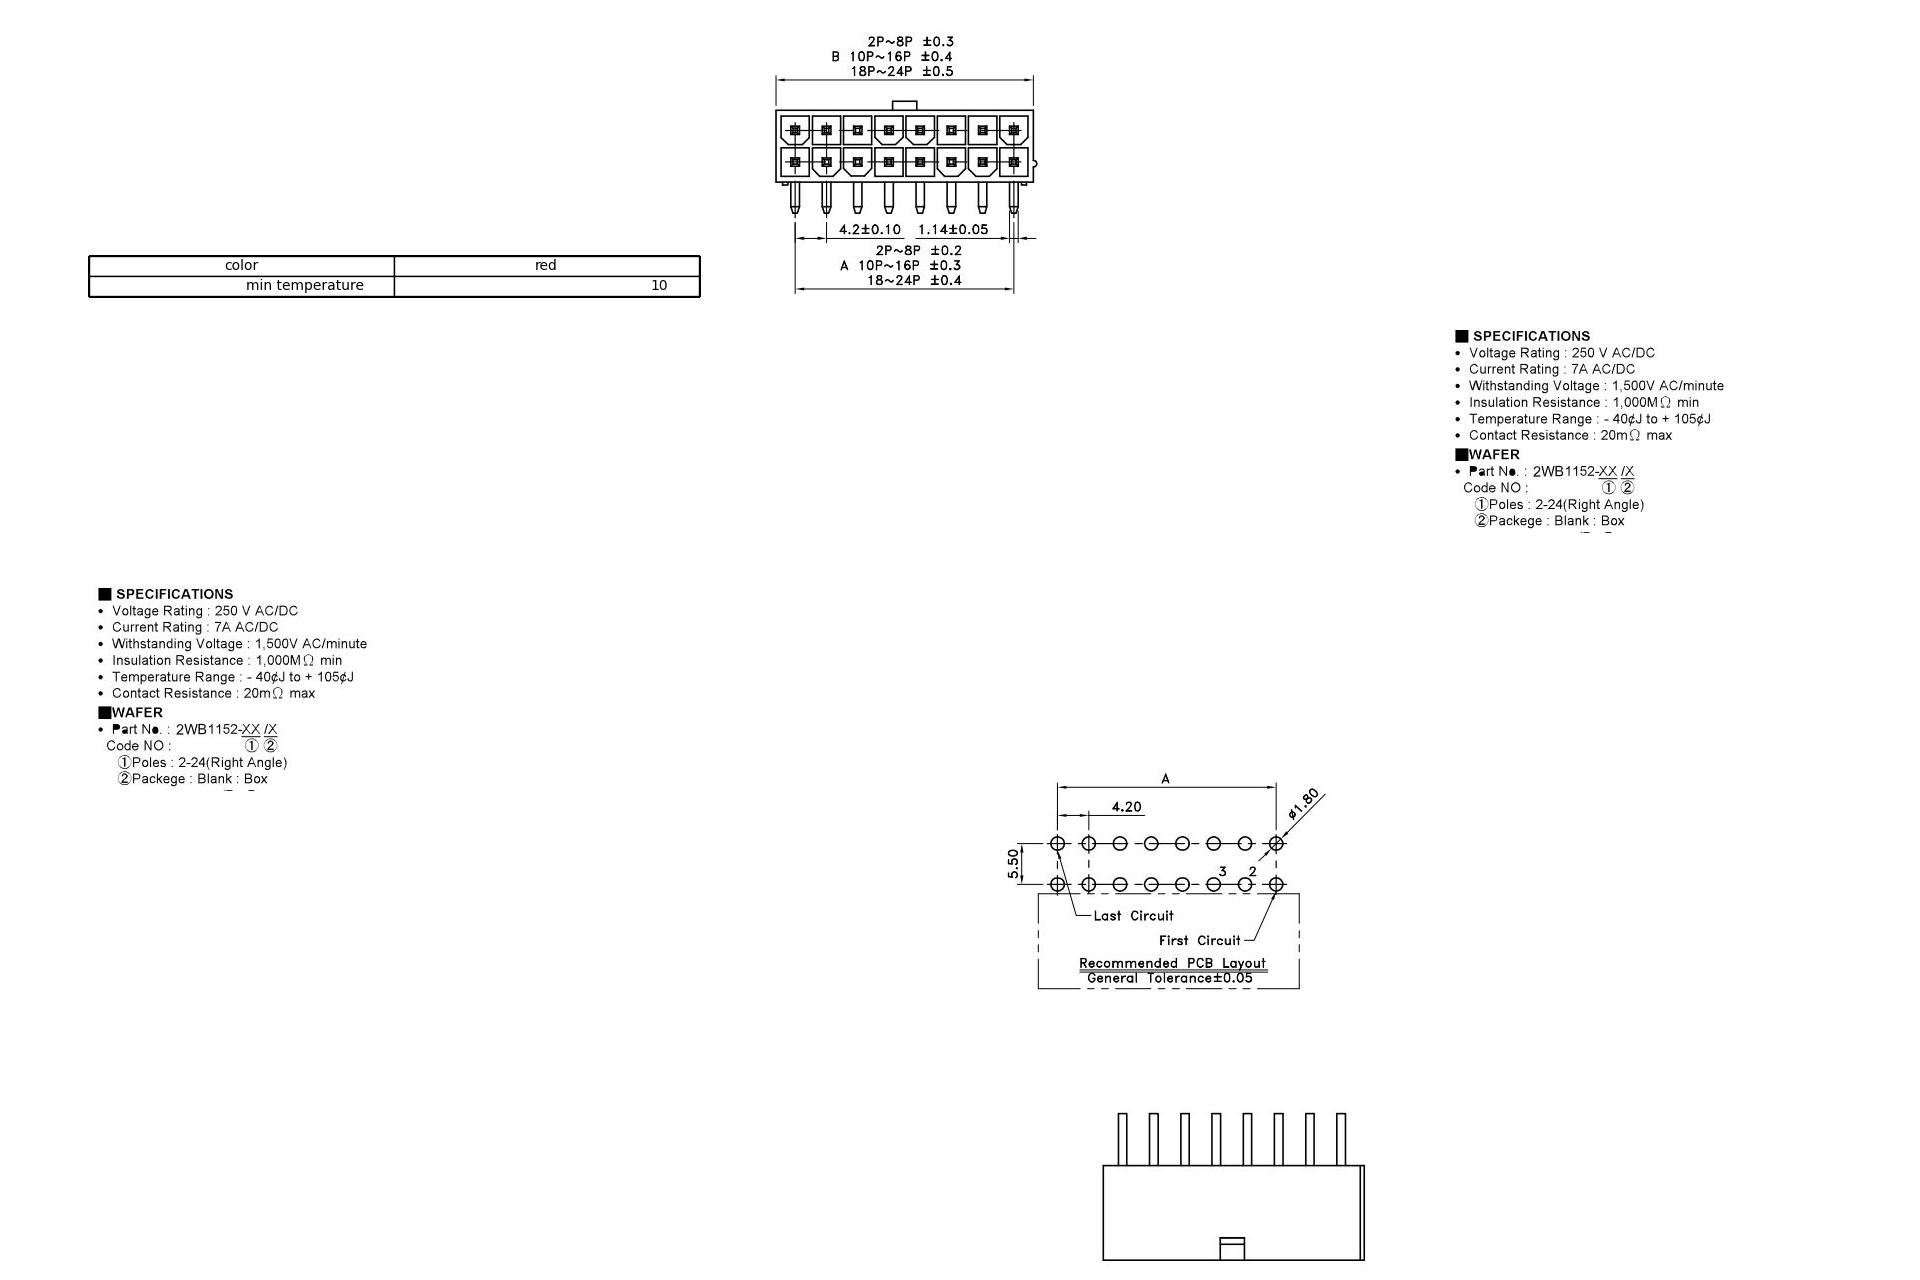 2P~8P ±0.3
B 10P~16P ±0.4
18P~24P ±0.5
4.2±0.10 1.14±0.05
2P~8P ±0.2
A 10P~16P ±0.3
18~24P ±0.4
color red
min temperature 10
■ SPECIFICATIONS
• Voltage Rating : 250 V AC/DC
• Current Rating : 7A AC/DC
• Withstanding Voltage : 1,500V AC/minute
• Insulation Resistance : 1,000MΩ min
• Temperature Range : - 40¢J to + 105¢J
• Contact Resistance : 20mΩ max
■WAFER
• Part No. : 2WB1152-XX /X
Code NO : ① ②
①Poles : 2-24(Right Angle)
②Packege : Blank : Box
■ SPECIFICATIONS
• Voltage Rating : 250 V AC/DC
• Current Rating : 7A AC/DC
• Withstanding Voltage : 1,500V AC/minute
• Insulation Resistance : 1,000MΩ min
• Temperature Range : - 40¢J to + 105¢J
• Contact Resistance : 20mΩ max
■WAFER
• Part No. : 2WB1152-XX /X
Code NO : ① ②
①Poles : 2-24(Right Angle)
②Packege : Blank : Box
A
4.20
ø1.80
5.50
3 2
Last Circuit
First Circuit
Recommended PCB Layout
General Tolerance±0.05